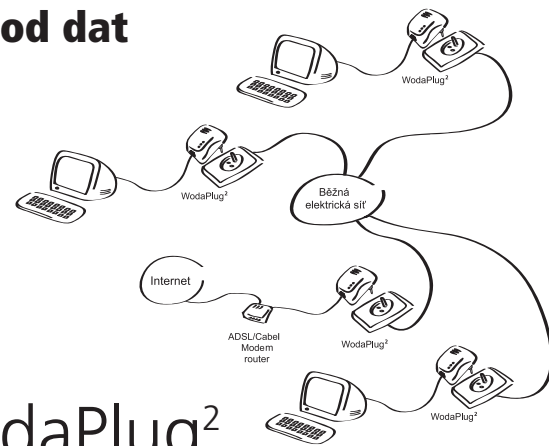 od dat
WodaPlug²
WodaPlug²
Běžná
elektrická síť
Internet
ADSL/Cabel
Modem
router
WodaPlug²
WodaPlug²
daPlug²